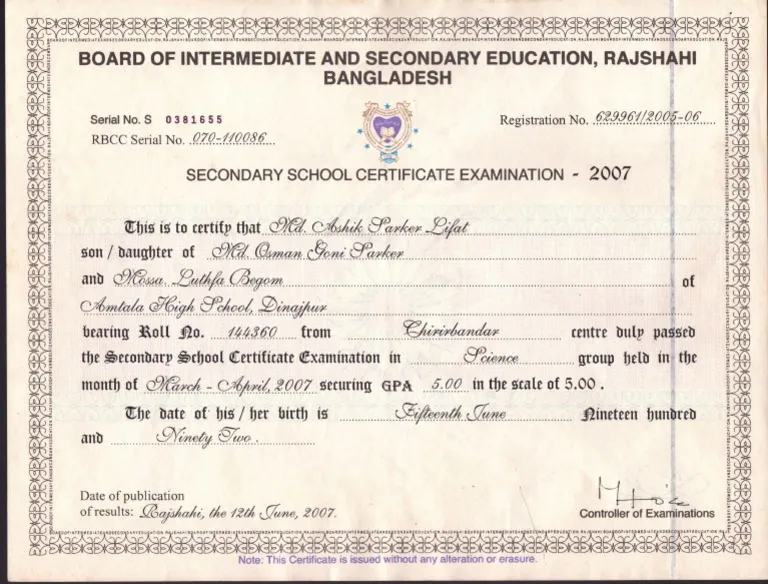 BOARD OF INTERMEDIATE AND SECONDARY EDUCATION, RAJSHAHI
BANGLADESH
Serial No. S 0381655
Registration No. 629961/2005-06
RBCC Serial No. 070-110086
SECONDARY SCHOOL CERTIFICATE EXAMINATION - 2007
This is to certify that Md. Ashik Sarker Lifat
son / daughter of Md. Osman Goni Sarker
and Mossa. Luthfa Begom of
Amtala High School, Dinajpur
bearing Roll No. 144360 from Chirirbandar centre duly passed
the Secondary School Certificate Examination in Science group held in the
month of March - April, 2007 securing GPA 5.00 in the scale of 5.00 .
The date of his / her birth is Fifteenth June Nineteen hundred
and Ninety Two .
Date of publication
of results: Rajshahi, the 12th June, 2007.
Controller of Examinations
Note: This Certificate is issued without any alteration or erasure.